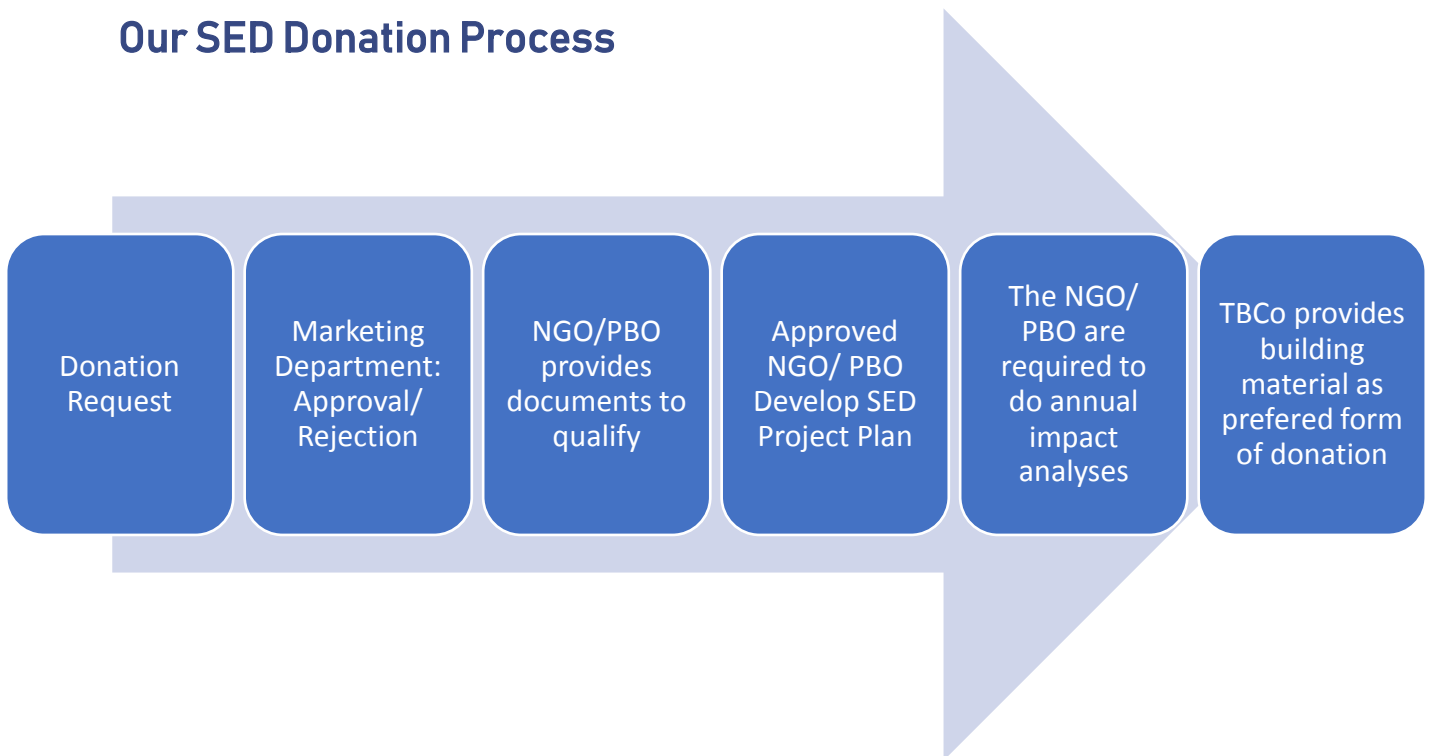 Our SED Donation Process
Donation
Request
Marketing
Department:
Approval/
Rejection
NGO/PBO
provides
documents to
qualify
Approved
NGO/ PBO
Develop SED
Project Plan
The NGO/
PBO are
required to
do annual
impact
analyses
TBCo provides
building
material as
prefered form
of donation